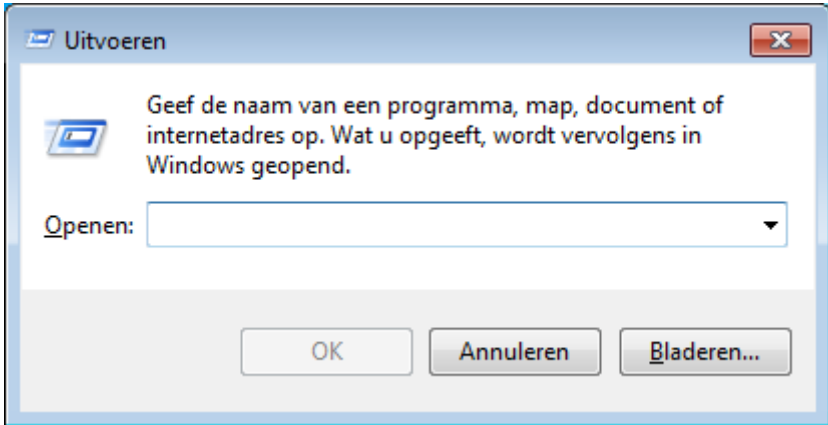 Uitvoeren
Geef de naam van een programma, map, document of
internetadres op. Wat u opgeeft, wordt vervolgens in
Windows geopend.
Openen:
OK Annuleren Bladeren...